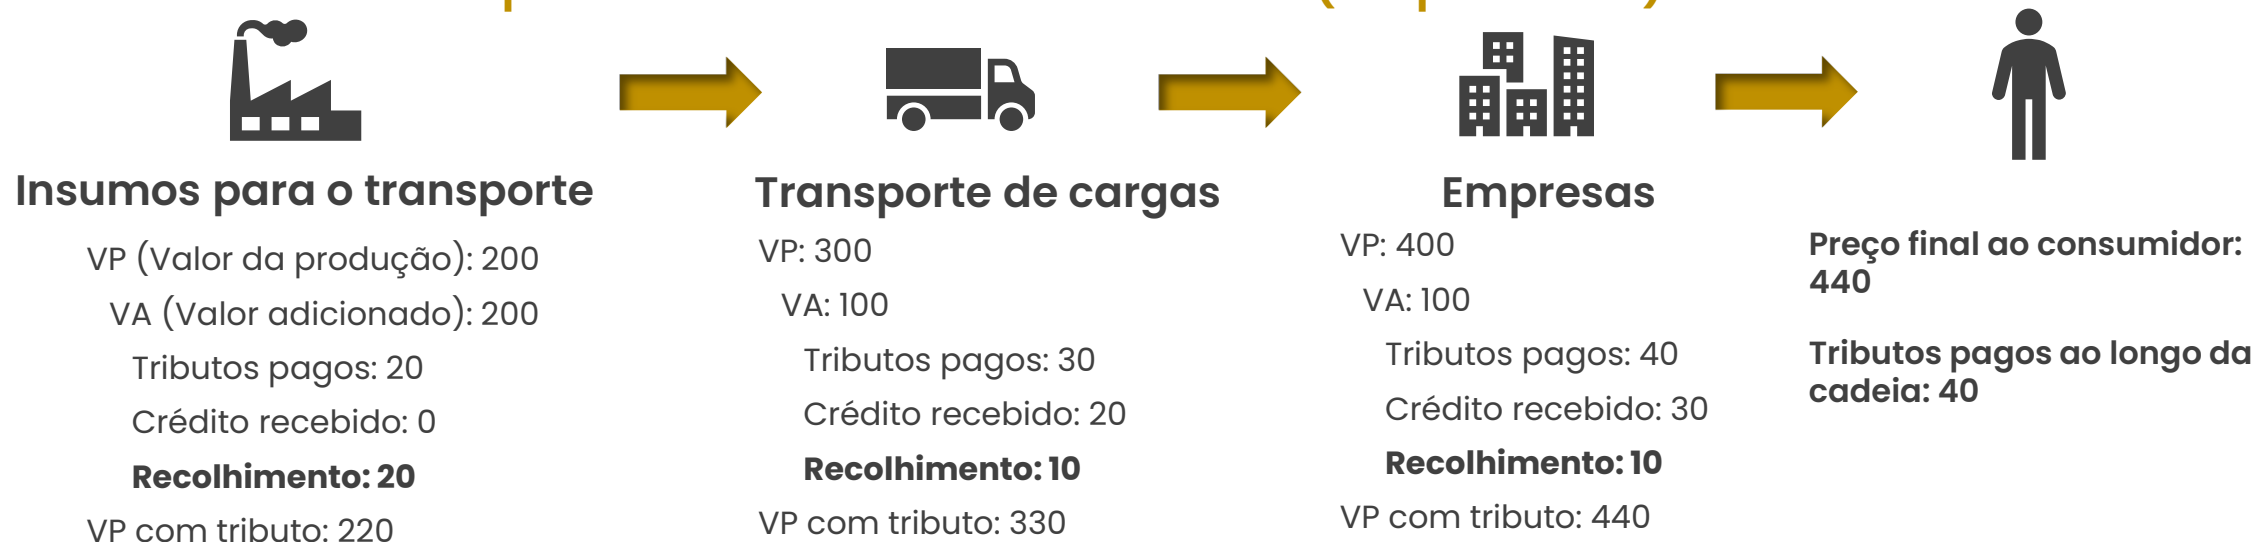 Insumos para o transporte
VP (Valor da produção): 200
VA (Valor adicionado): 200
Tributos pagos: 20
Crédito recebido: 0
Recolhimento: 20
VP com tributo: 220
Transporte de cargas
VP: 300
VA: 100
Tributos pagos: 30
Crédito recebido: 20
Recolhimento: 10
VP com tributo: 330
Empresas
VP: 400
VA: 100
Tributos pagos: 40
Crédito recebido: 30
Recolhimento: 10
VP com tributo: 440
Preço final ao consumidor:
440
Tributos pagos ao longo da
cadeia: 40